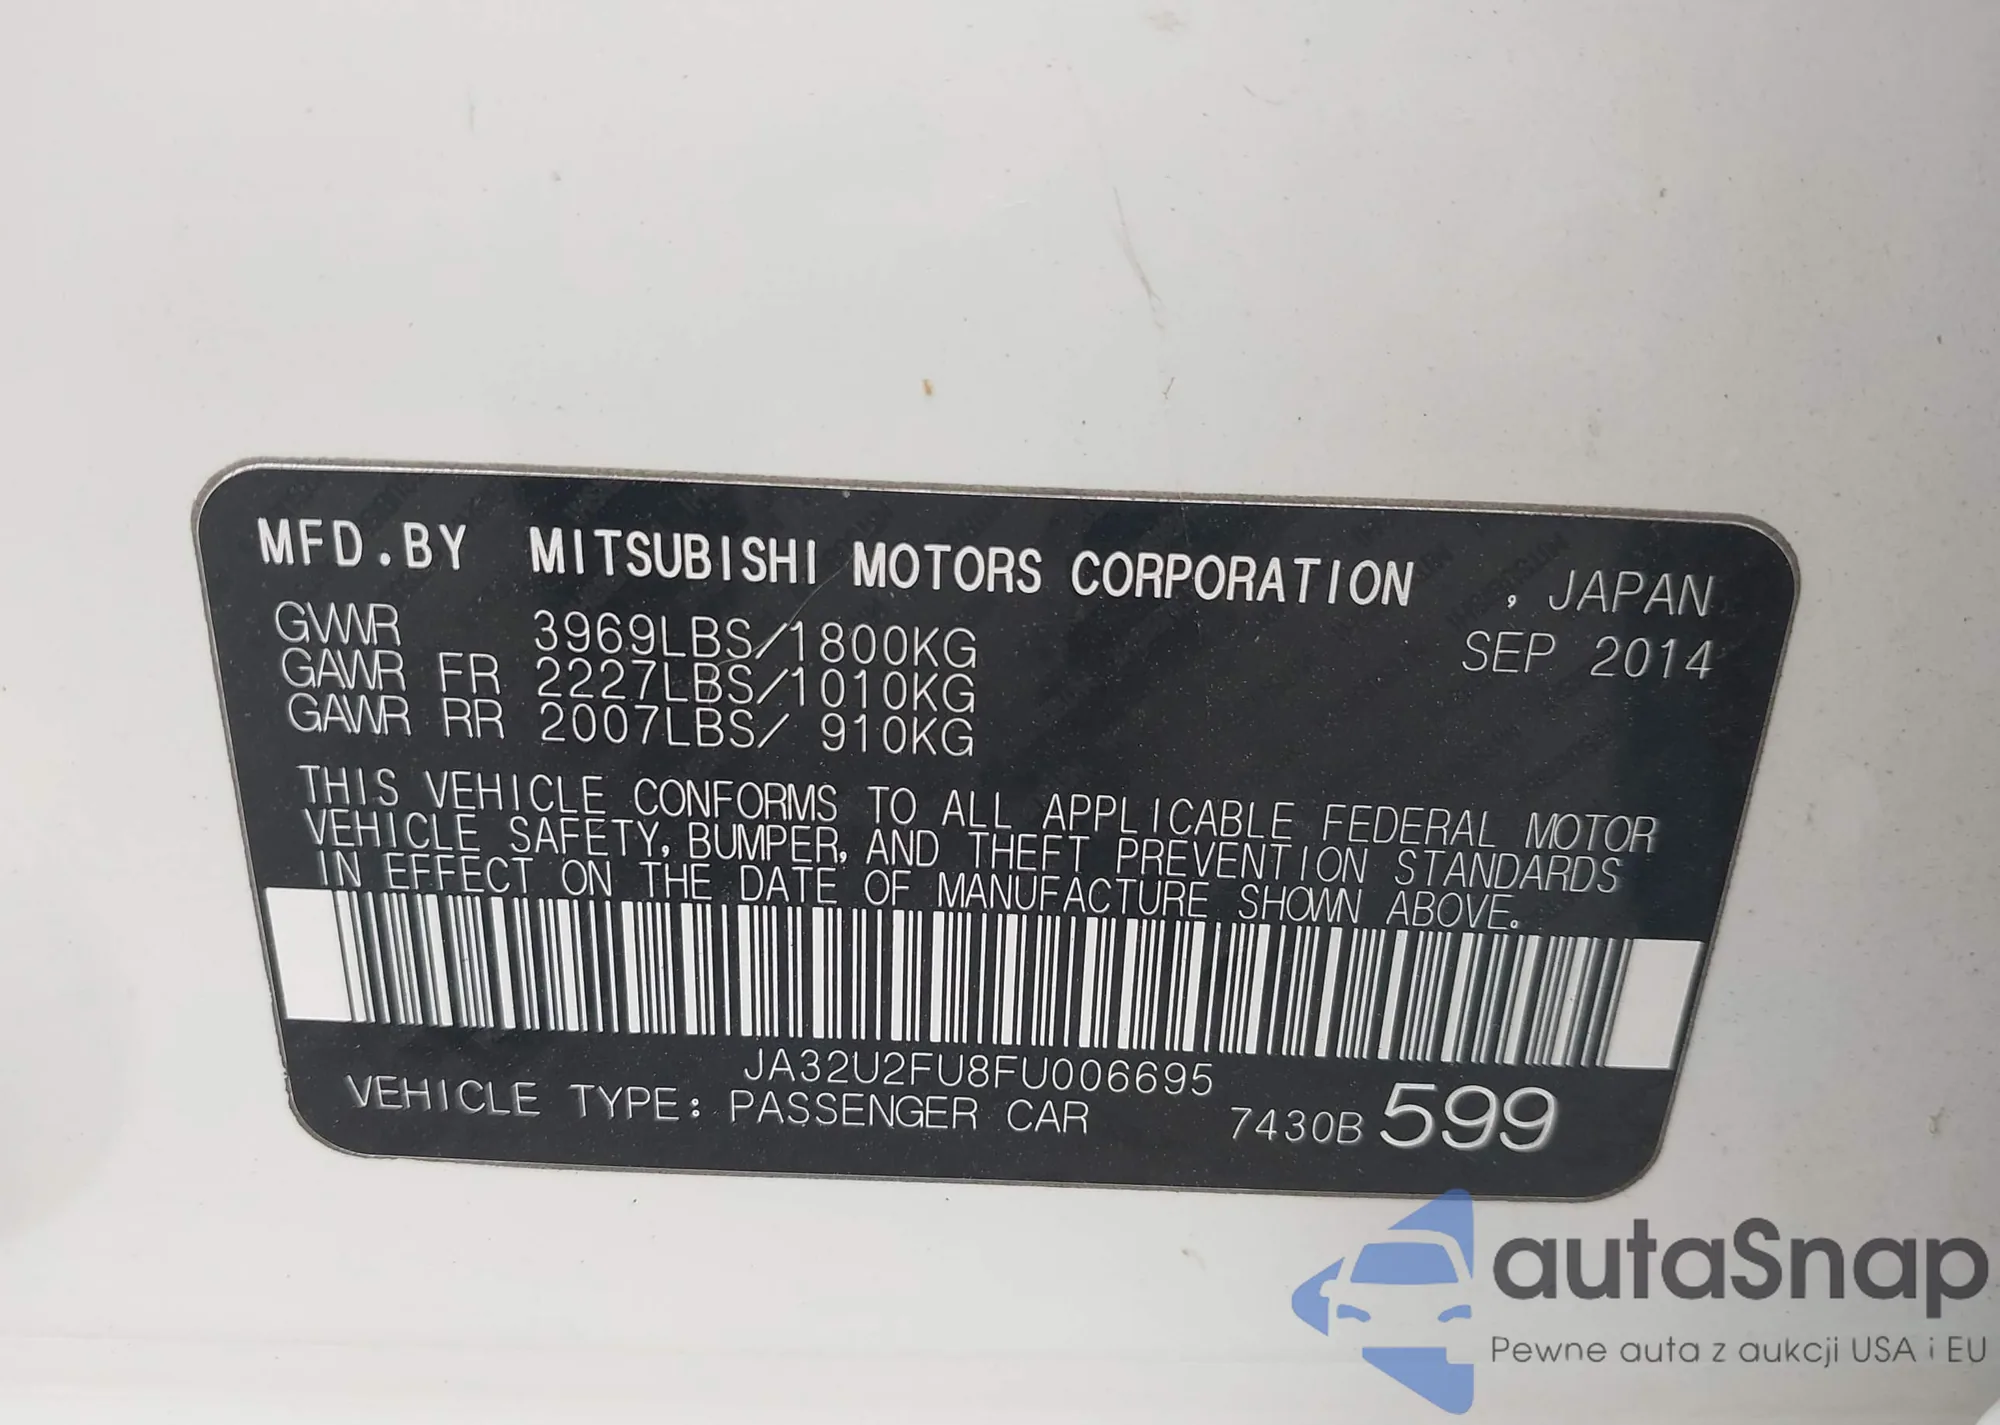 MFD.BY MITSUBISHI MOTORS CORPORATION , JAPAN
GVWR 3969LBS/1800KG SEP 2014
GAWR FR 2227LBS/1010KG
GAWR RR 2007LBS/ 910KG
THIS VEHICLE CONFORMS TO ALL APPLICABLE FEDERAL MOTOR
VEHICLE SAFETY, BUMPER, AND THEFT PREVENTION STANDARDS
IN EFFECT ON THE DATE OF MANUFACTURE SHOWN ABOVE.
JA32U2FU8FU006695
VEHICLE TYPE: PASSENGER CAR 7430B 599
autaSnap
Pewne auta z aukcji USA i EU